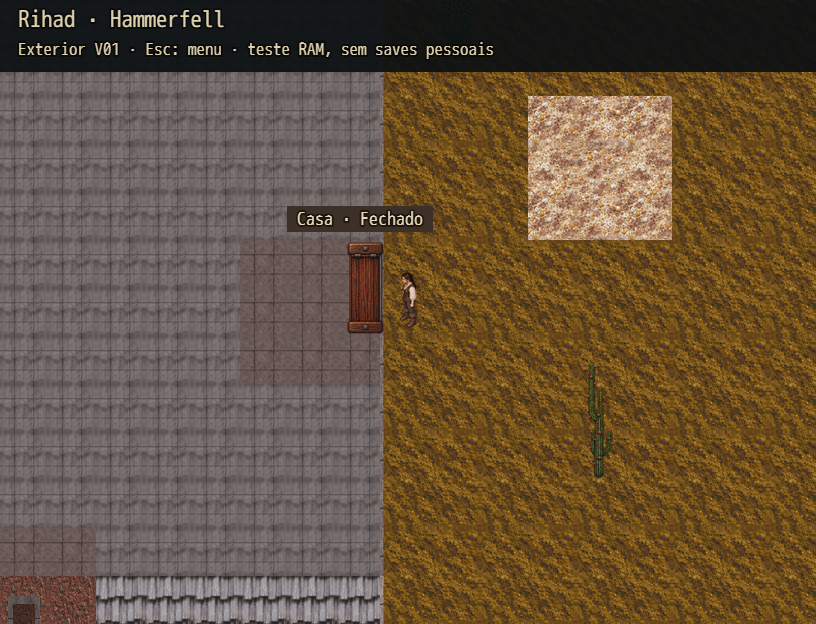 Rihad · Hammerfell
Exterior V01 · Esc: menu · teste RAM, sem saves pessoais
Casa · Fechado